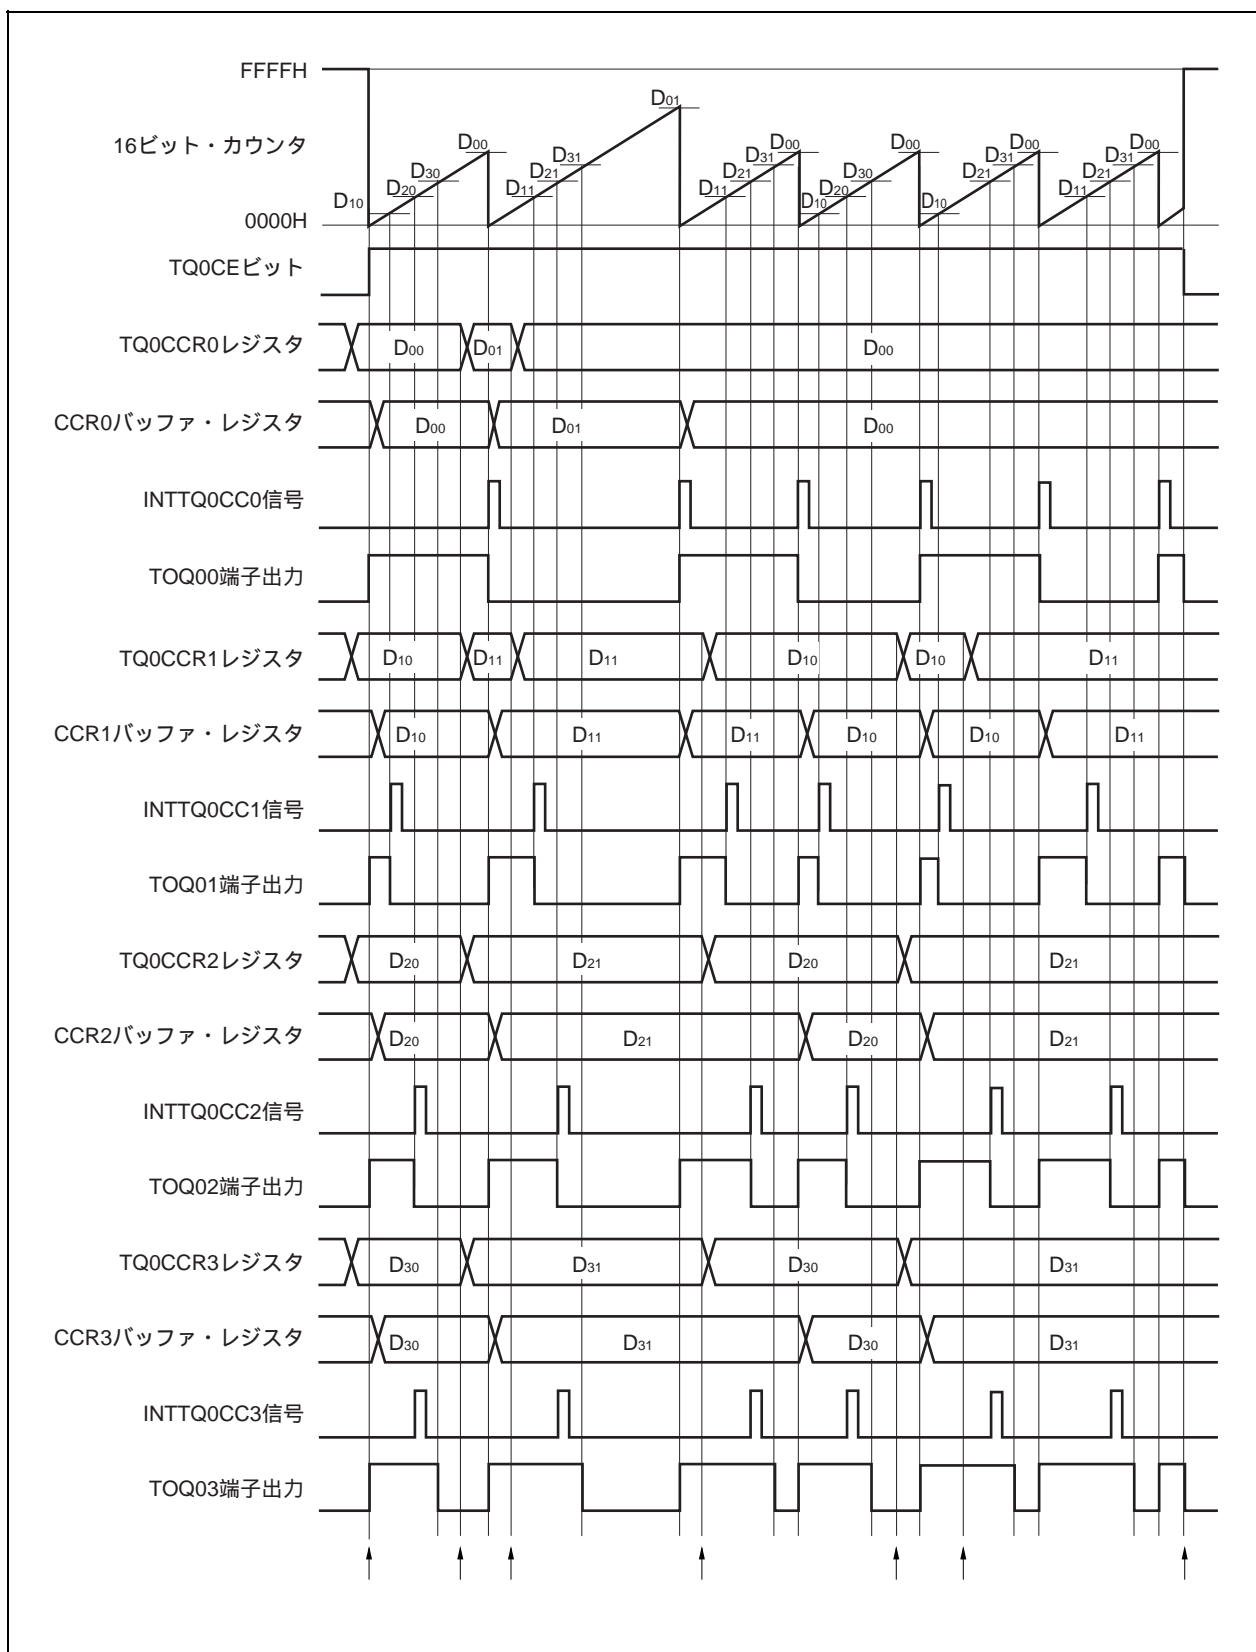 FFFFH
D01
16ビット・カウンタ
D00 D00 D00 D00 D00
D30 D31 D31 D30 D31 D31
D20 D21 D21 D20 D21 D21
D10 D11 D11 D10 D10 D11
0000H
TQ0CEビット
TQ0CCR0レジスタ D00 D01 D00
CCR0バッファ・レジスタ D00 D01 D00
INTTQ0CC0信号
TOQ00端子出力
TQ0CCR1レジスタ D10 D11 D11 D10 D10 D11
CCR1バッファ・レジスタ D10 D11 D11 D10 D10 D11
INTTQ0CC1信号
TOQ01端子出力
TQ0CCR2レジスタ D20 D21 D20 D21
CCR2バッファ・レジスタ D20 D21 D20 D21
INTTQ0CC2信号
TOQ02端子出力
TQ0CCR3レジスタ D30 D31 D30 D31
CCR3バッファ・レジスタ D30 D31 D30 D31
INTTQ0CC3信号
TOQ03端子出力